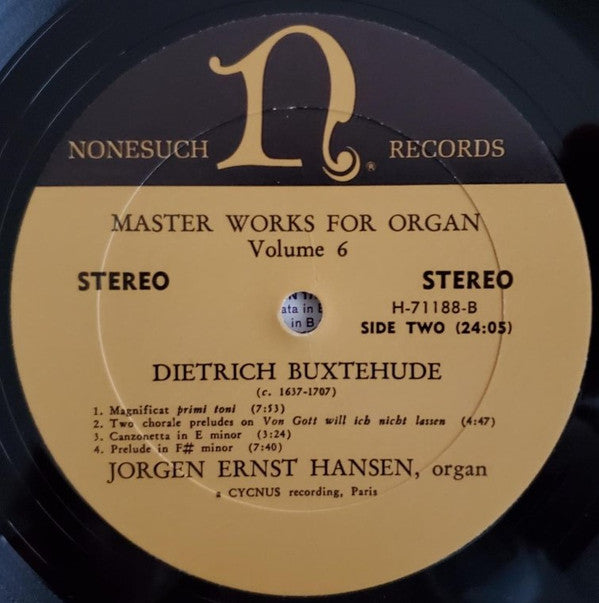 n
NONESUCH ® RECORDS
MASTER WORKS FOR ORGAN
Volume 6
STEREO STEREO
H-71188-B
SIDE TWO (24:05)
ata in
in B
DIETRICH BUXTEHUDE
(c. 1637-1707)
1. Magnificat primi toni (7:53)
2. Two chorale preludes on Von Gott will ich nicht lassen (4:47)
3. Canzonetta in E minor (3:24)
4. Prelude in F# minor (7:40)
JORGEN ERNST HANSEN, organ
a CYCNUS recording, Paris